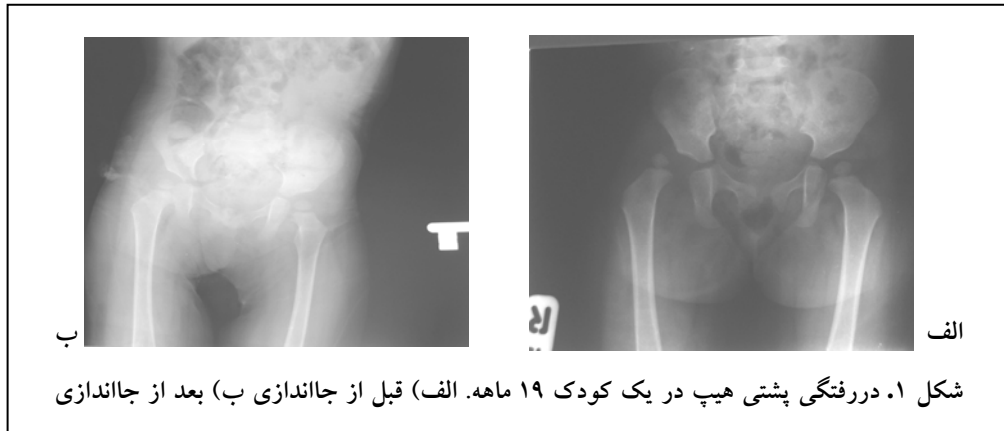 الف
ب
شکل ۱. دررفتگی پشتی هیپ در یک کودک ۱۹ ماهه. الف) قبل از جااندازی ب) بعد از جااندازی
R